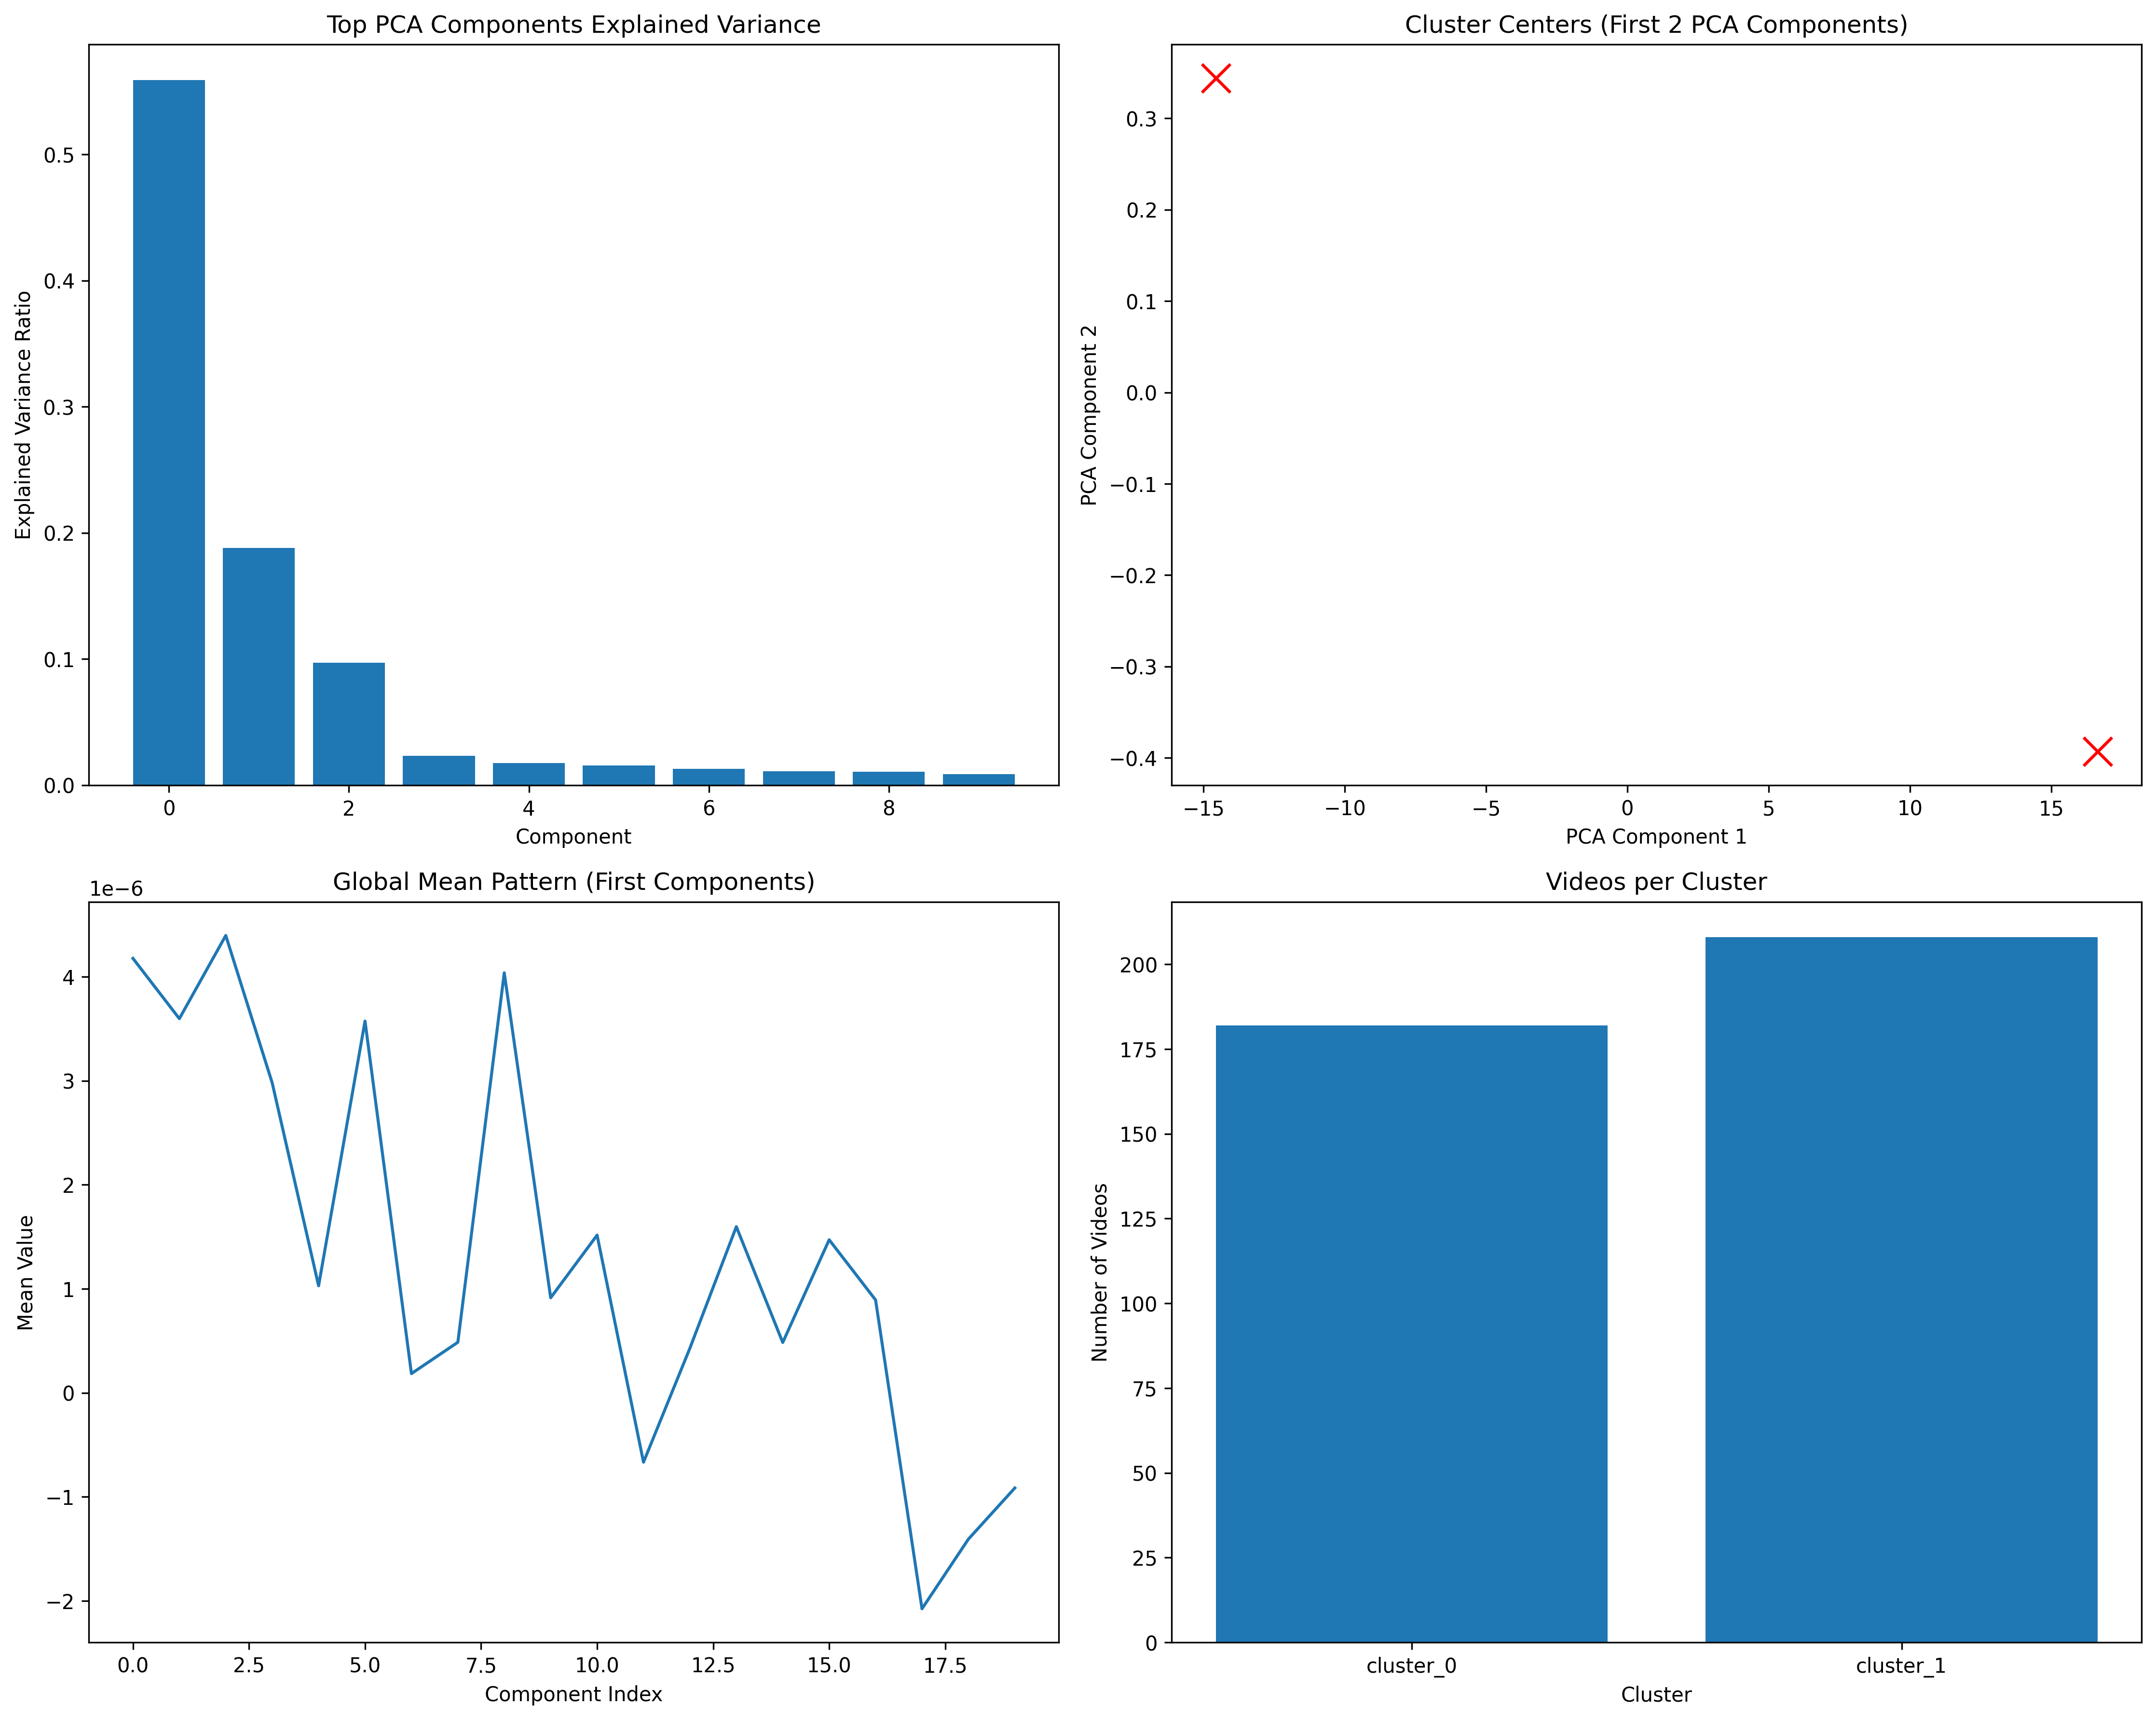 Top PCA Components Explained Variance
Explained Variance Ratio
0.5
0.4
0.3
0.2
0.1
0.0
0 2 4 6 8
Component
Cluster Centers (First 2 PCA Components)
PCA Component 2
0.3
0.2
0.1
0.0
−0.1
−0.2
−0.3
−0.4
−15 −10 −5 0 5 10 15
PCA Component 1
Global Mean Pattern (First Components)
1e−6
Mean Value
4
3
2
1
0
−1
−2
0.0 2.5 5.0 7.5 10.0 12.5 15.0 17.5
Component Index
Videos per Cluster
Number of Videos
200
175
150
125
100
75
50
25
0
cluster_0 cluster_1
Cluster